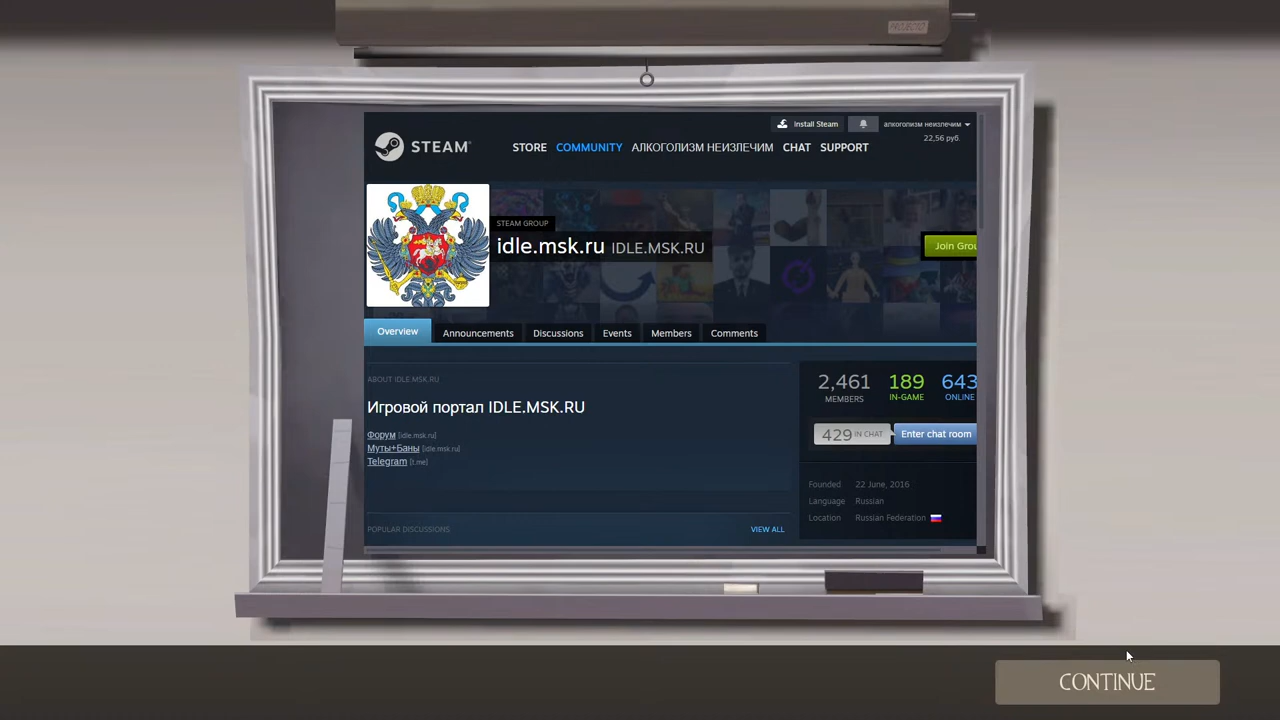 PROJECTO
Install Steam
алкоголизм неизлечим
22,56 руб.
STEAM®
STORE COMMUNITY АЛКОГОЛИЗМ НЕИЗЛЕЧИМ CHAT SUPPORT
STEAM GROUP
idle.msk.ru IDLE.MSK.RU
Join Grou
Overview Announcements Discussions Events Members Comments
ABOUT IDLE.MSK.RU
Игровой портал IDLE.MSK.RU
Форум [idle.msk.ru]
Муты+Баны [idle.msk.ru]
Telegram [t.me]
2,461 189 643
MEMBERS IN-GAME ONLINE
429 IN CHAT Enter chat room
Founded 22 June, 2016
Language Russian
Location Russian Federation
POPULAR DISCUSSIONS VIEW ALL
CONTINUE